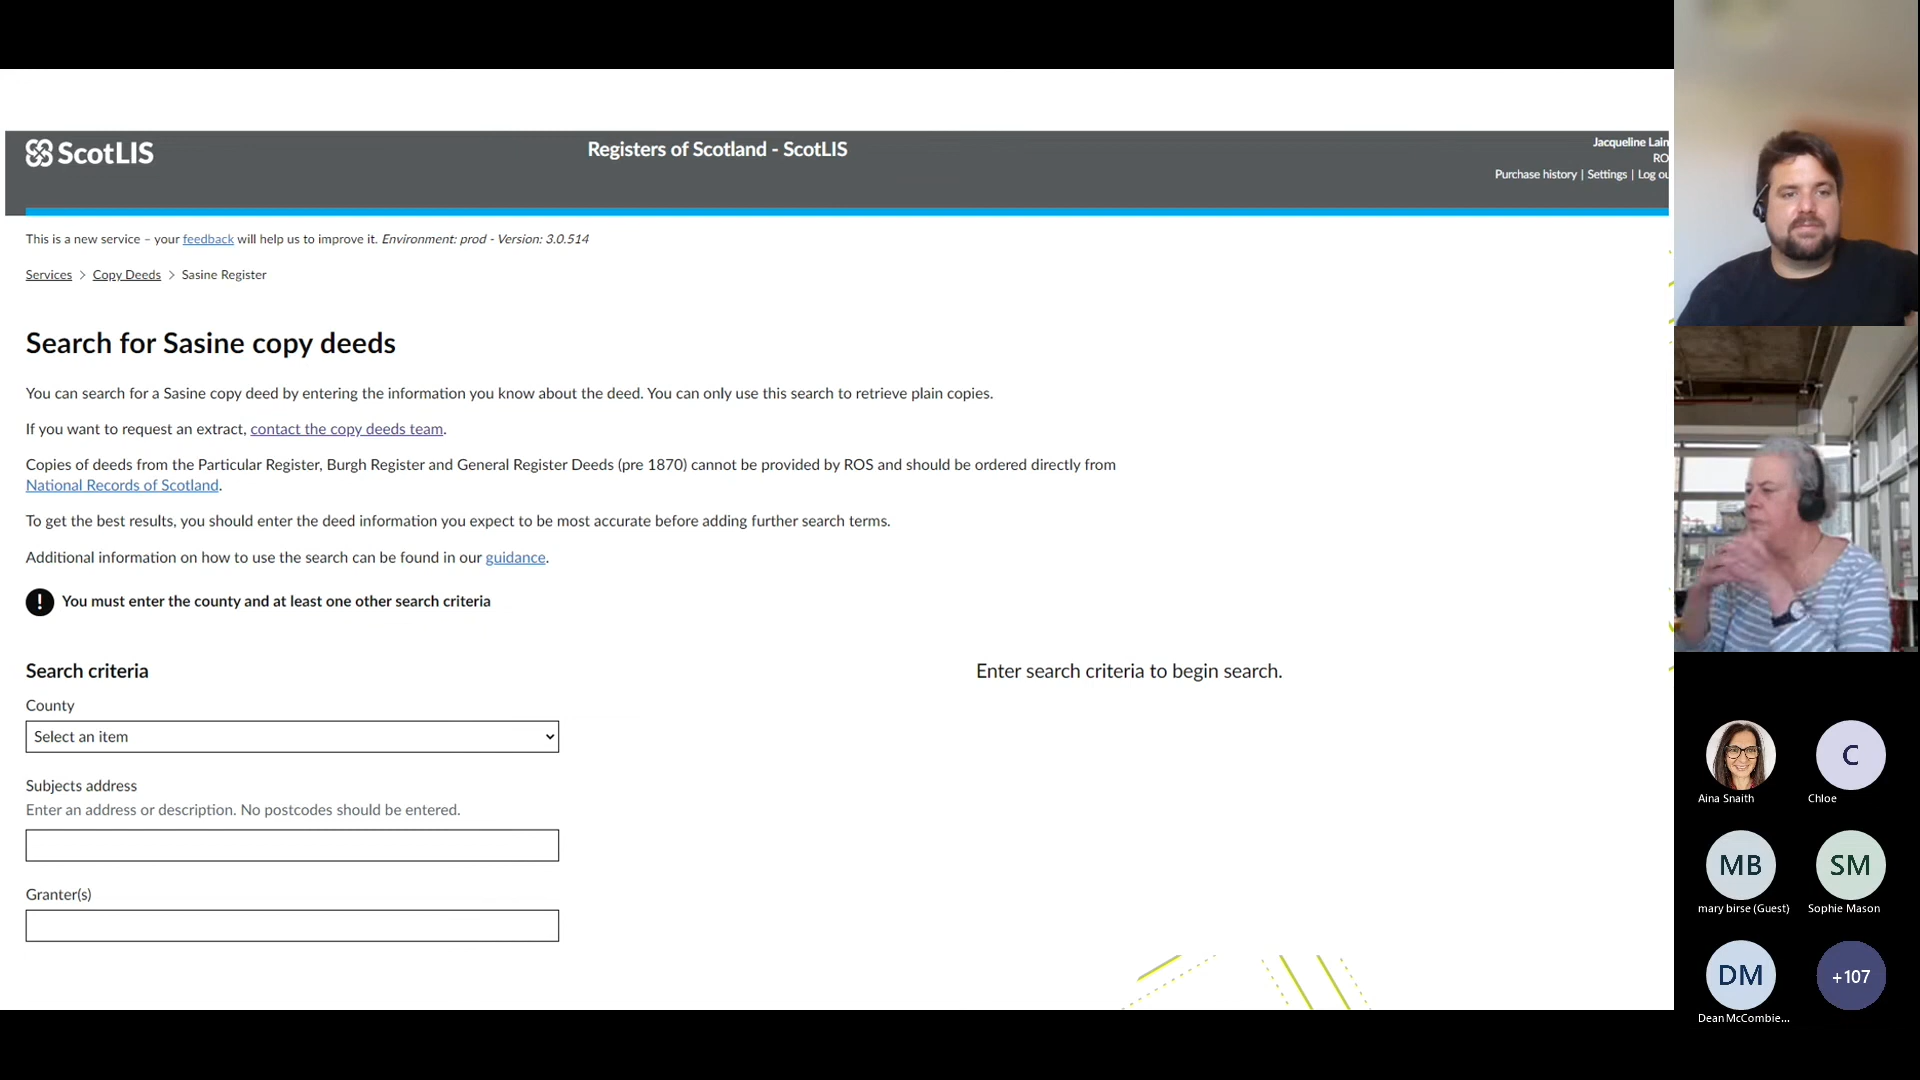 ScotLIS
Registers of Scotland - ScotLIS
Jacqueline Lain
RO
Purchase history | Settings | Log ou
This is a new service – your feedback will help us to improve it. Environment: prod - Version: 3.0.514
Services > Copy Deeds > Sasine Register
Search for Sasine copy deeds
You can search for a Sasine copy deed by entering the information you know about the deed. You can only use this search to retrieve plain copies.
If you want to request an extract, contact the copy deeds team.
Copies of deeds from the Particular Register, Burgh Register and General Register Deeds (pre 1870) cannot be provided by ROS and should be ordered directly from
National Records of Scotland.
To get the best results, you should enter the deed information you expect to be most accurate before adding further search terms.
Additional information on how to use the search can be found in our guidance.
! You must enter the county and at least one other search criteria
Search criteria
Enter search criteria to begin search.
County
Select an item
Subjects address
Enter an address or description. No postcodes should be entered.
Granter(s)
Aina Snaith
C
Chloe
MB
mary birse (Guest)
SM
Sophie Mason
DM
Dean McCombie...
+107